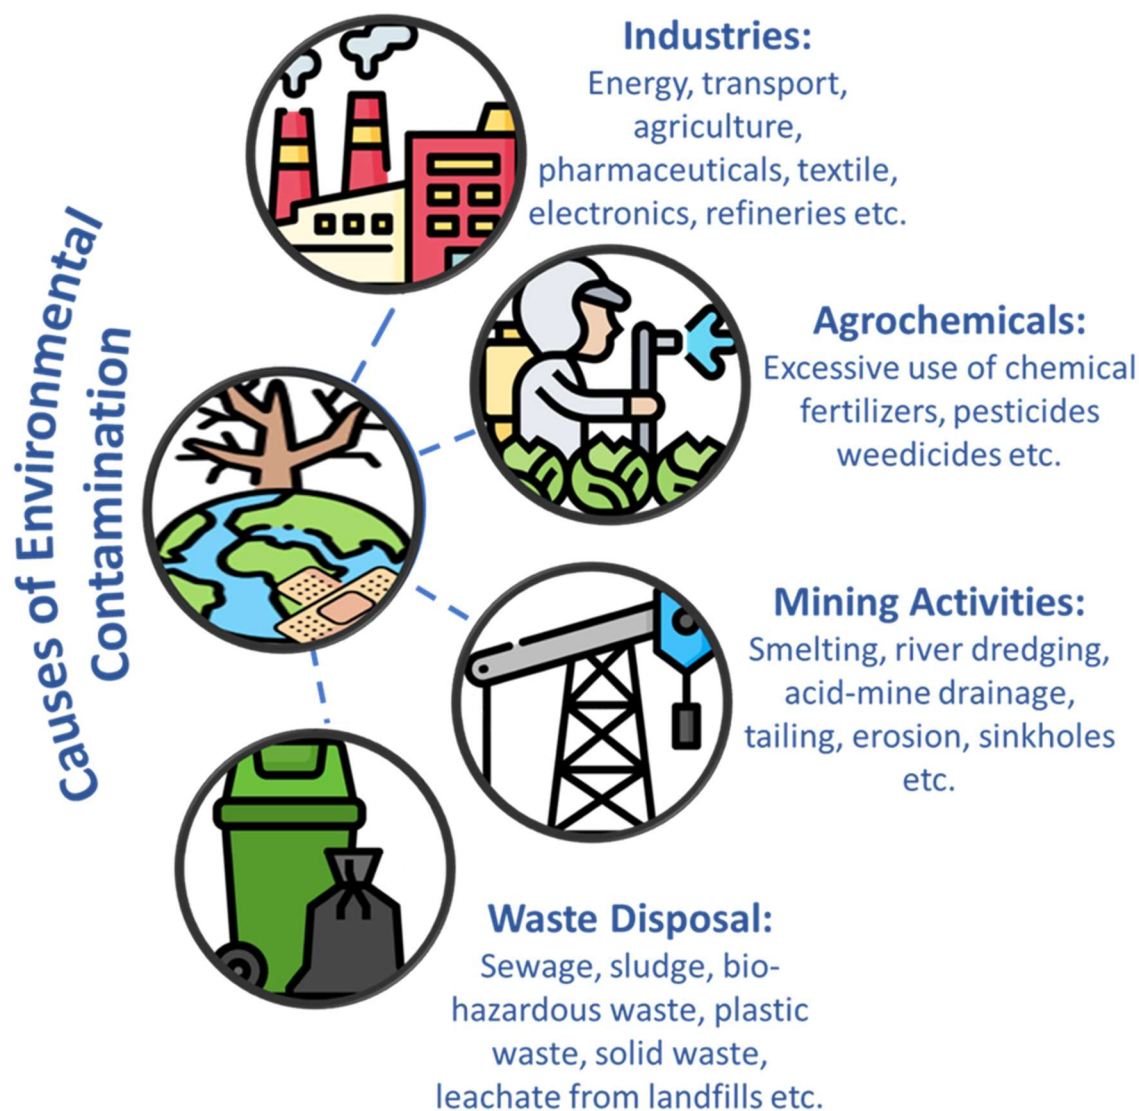 Causes of Environmental
Contamination
Industries:
Energy, transport,
agriculture,
pharmaceuticals, textile,
electronics, refineries etc.
Agrochemicals:
Excessive use of chemical
fertilizers, pesticides
weedicides etc.
Mining Activities:
Smelting, river dredging,
acid-mine drainage,
tailing, erosion, sinkholes
etc.
Waste Disposal:
Sewage, sludge, bio-
hazardous waste, plastic
waste, solid waste,
leachate from landfills etc.